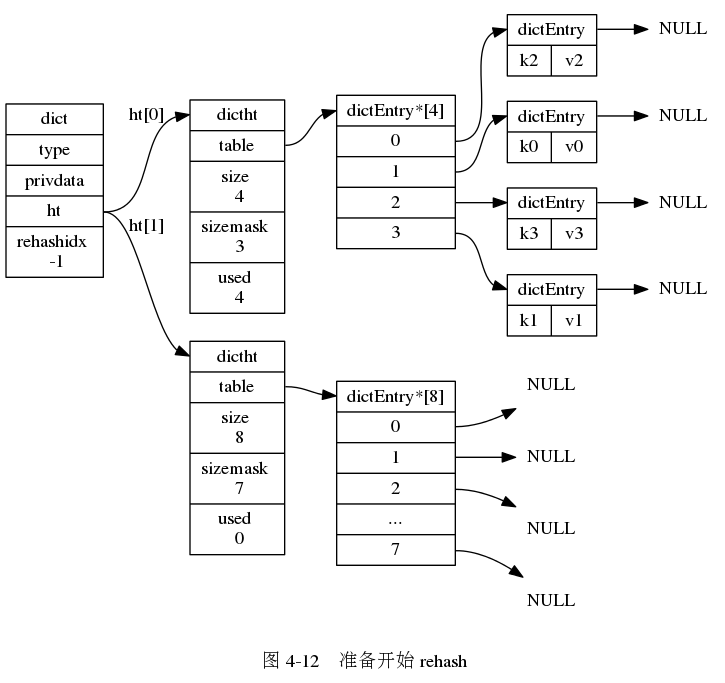 dict
type
privdata
ht
rehashidx
-1
ht[0]
ht[1]
dictht
table
size
4
sizemask
3
used
4
dictEntry*[4]
0
1
2
3
dictEntry
k2 v2
NULL
dictEntry
k0 v0
NULL
dictEntry
k3 v3
NULL
dictEntry
k1 v1
NULL
dictht
table
size
8
sizemask
7
used
0
dictEntry*[8]
0
1
2
...
7
NULL
NULL
NULL
NULL
图 4-12 准备开始 rehash